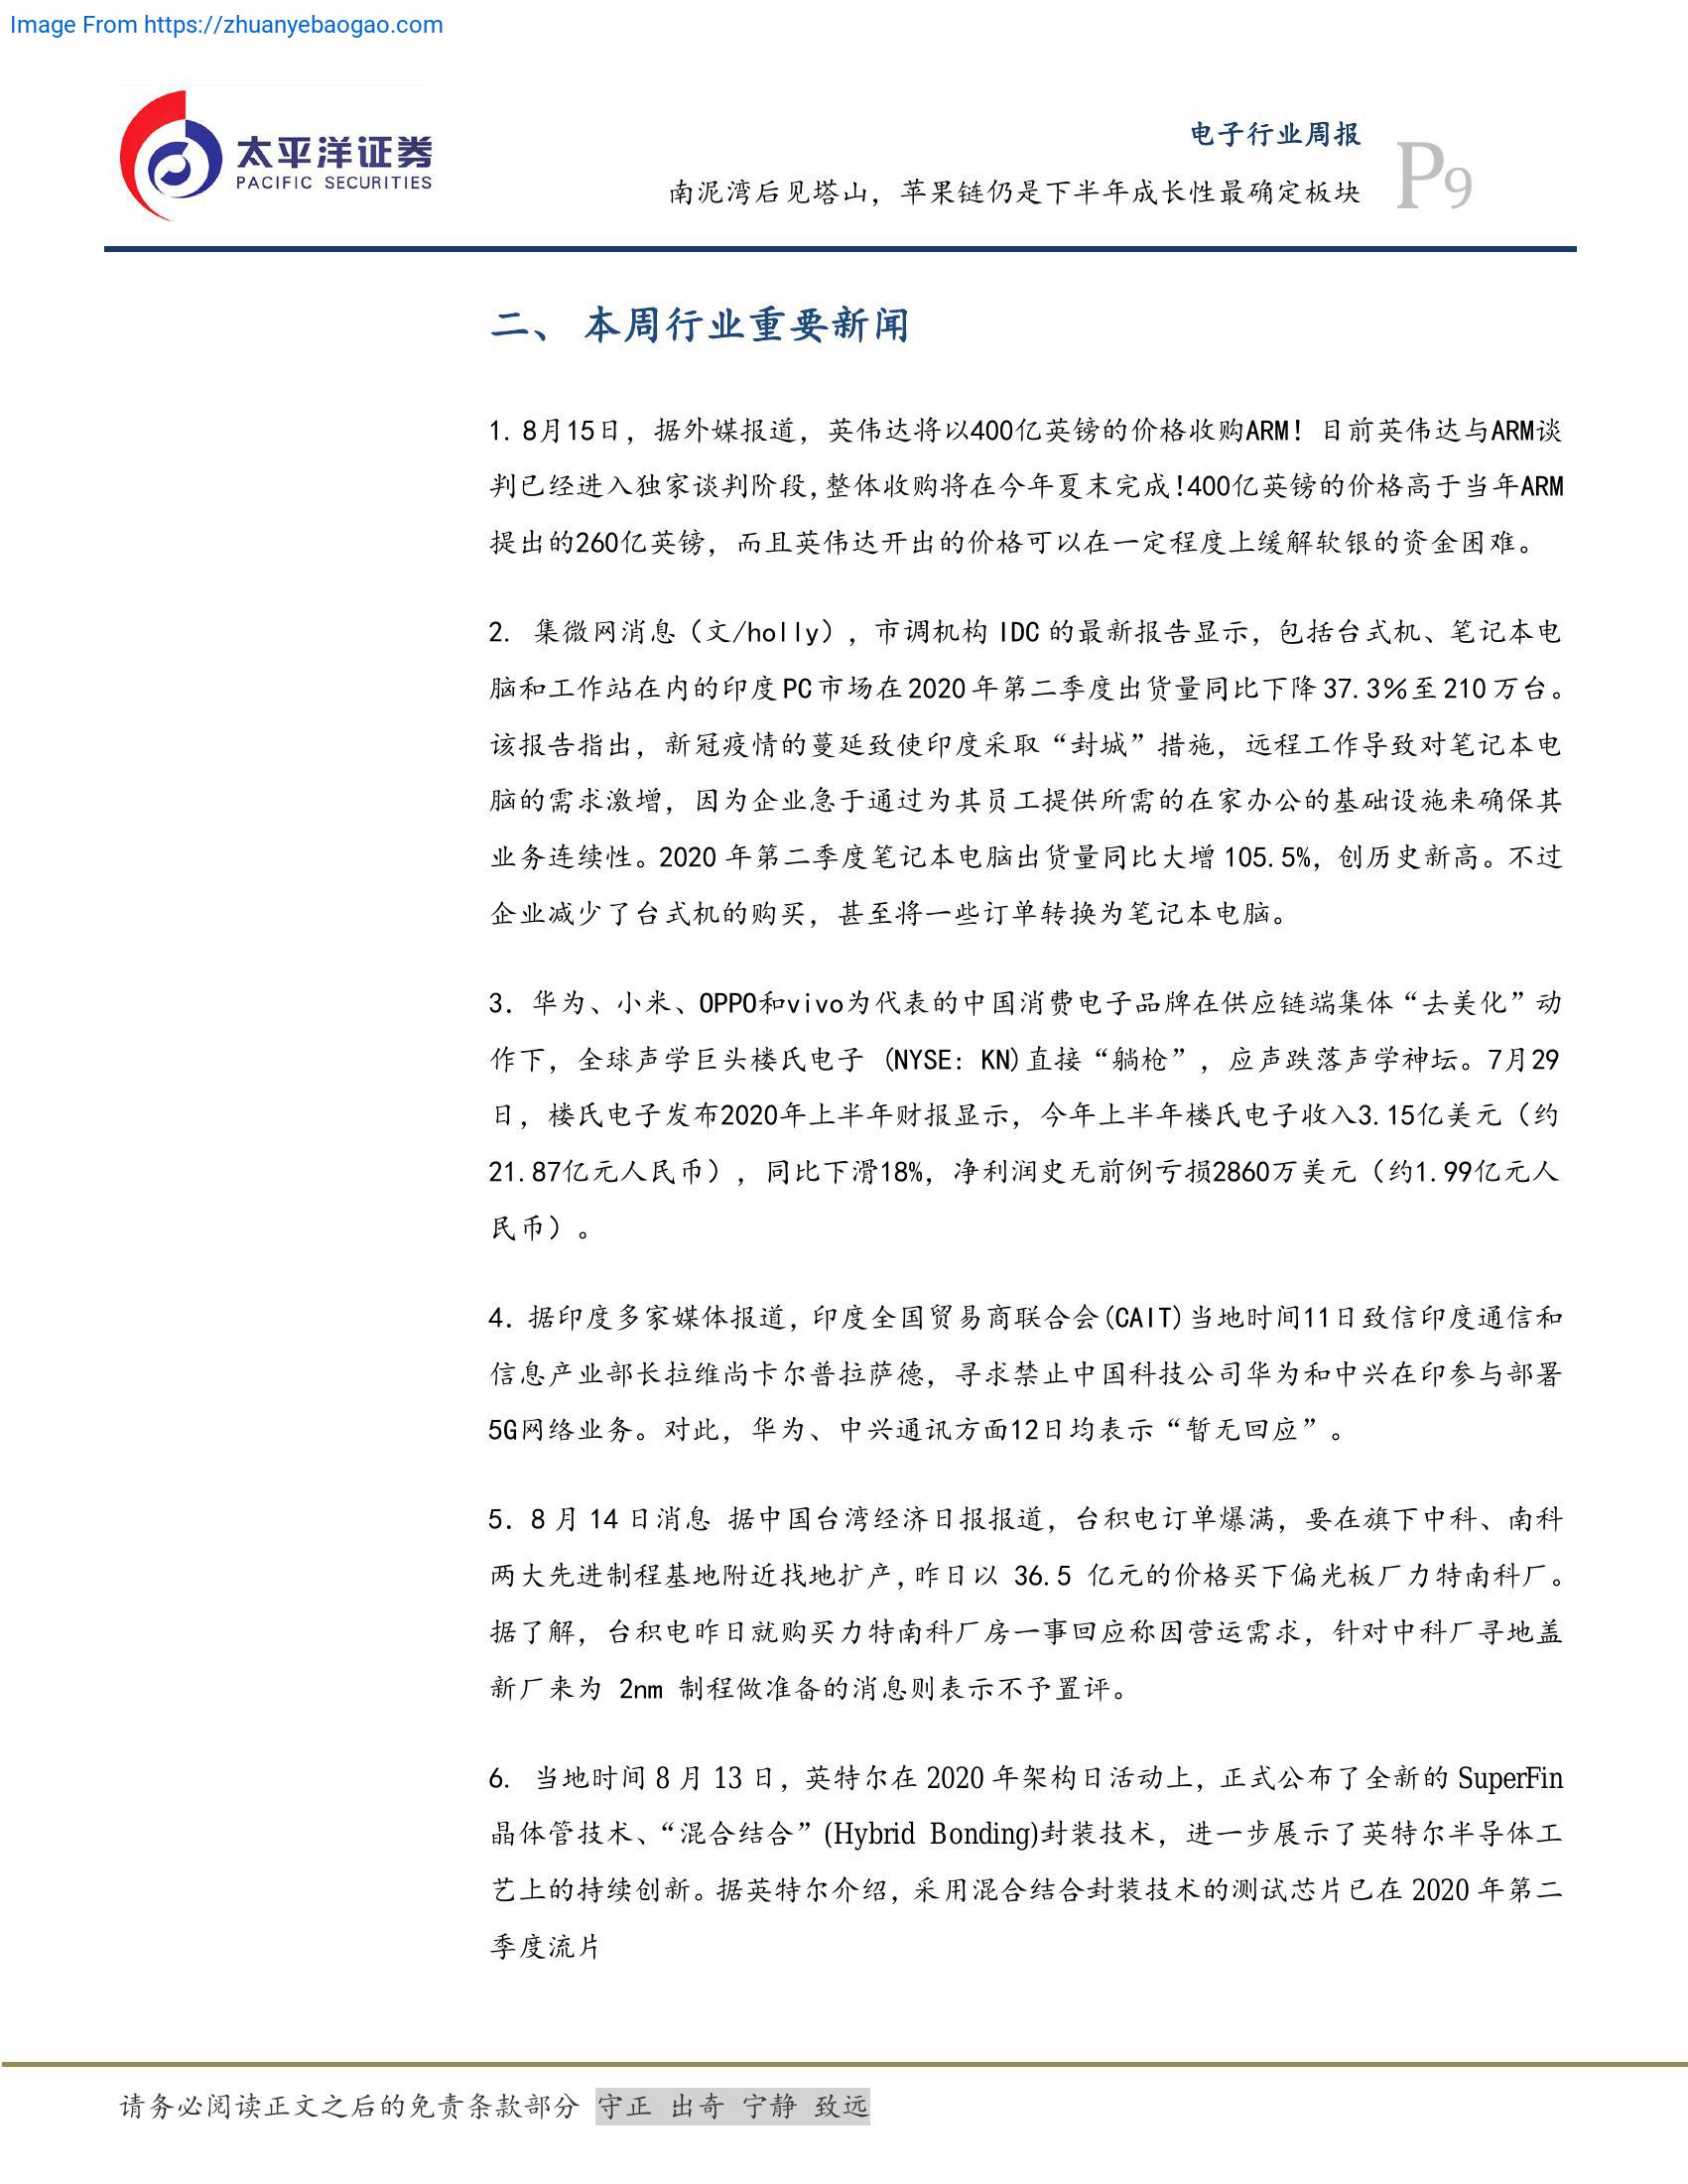 Image From https://zhuanyebaogao.com
太平洋证券
PACIFIC SECURITIES
电子行业周报
南泥湾后见塔山，苹果链仍是下半年成长性最确定板块
P9
二、 本周行业重要新闻
1. 8月15日，据外媒报道，英伟达将以400亿英镑的价格收购ARM！目前英伟达与ARM谈
判已经进入独家谈判阶段,整体收购将在今年夏末完成!400亿英镑的价格高于当年ARM
提出的260亿英镑，而且英伟达开出的价格可以在一定程度上缓解软银的资金困难。
2. 集微网消息（文/holly），市调机构 IDC 的最新报告显示，包括台式机、笔记本电
脑和工作站在内的印度 PC 市场在 2020 年第二季度出货量同比下降 37.3%至 210 万台。
该报告指出，新冠疫情的蔓延致使印度采取“封城”措施，远程工作导致对笔记本电
脑的需求激增，因为企业急于通过为其员工提供所需的在家办公的基础设施来确保其
业务连续性。2020 年第二季度笔记本电脑出货量同比大增 105.5%，创历史新高。不过
企业减少了台式机的购买，甚至将一些订单转换为笔记本电脑。
3. 华为、小米、OPPO和vivo为代表的中国消费电子品牌在供应链端集体“去美化”动
作下，全球声学巨头楼氏电子 (NYSE: KN)直接“躺枪”，应声跌落声学神坛。7月29
日，楼氏电子发布2020年上半年财报显示，今年上半年楼氏电子收入3.15亿美元（约
21.87亿元人民币），同比下滑18%，净利润史无前例亏损2860万美元（约1.99亿元人
民币）。
4. 据印度多家媒体报道，印度全国贸易商联合会(CAIT)当地时间11日致信印度通信和
信息产业部长拉维尚卡尔普拉萨德，寻求禁止中国科技公司华为和中兴在印参与部署
5G网络业务。对此，华为、中兴通讯方面12日均表示“暂无回应”。
5. 8 月 14 日消息 据中国台湾经济日报报道，台积电订单爆满，要在旗下中科、南科
两大先进制程基地附近找地扩产,昨日以 36.5 亿元的价格买下偏光板厂力特南科厂。
据了解，台积电昨日就购买力特南科厂房一事回应称因营运需求，针对中科厂寻地盖
新厂来为 2nm 制程做准备的消息则表示不予置评。
6. 当地时间 8 月 13 日，英特尔在 2020 年架构日活动上，正式公布了全新的 SuperFin
晶体管技术、“混合结合”(Hybrid Bonding)封装技术，进一步展示了英特尔半导体工
艺上的持续创新。据英特尔介绍，采用混合结合封装技术的测试芯片已在 2020 年第二
季度流片
请务必阅读正文之后的免责条款部分 守正 出奇 宁静 致远